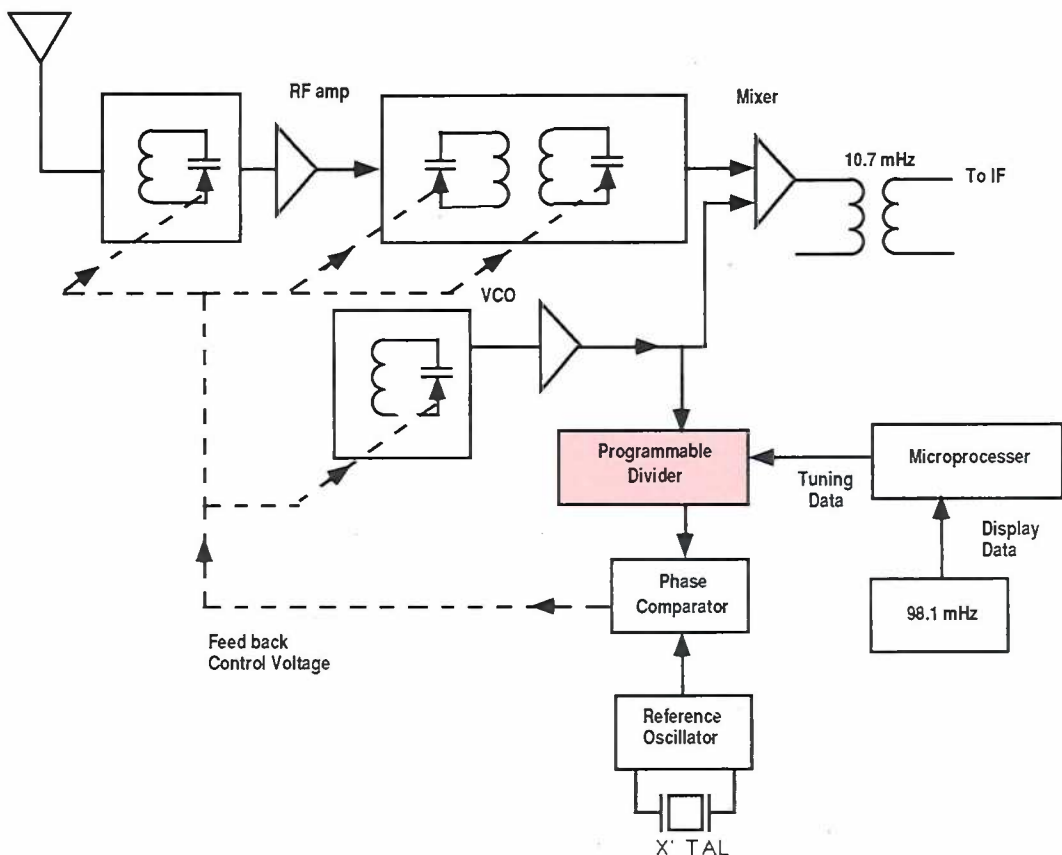 RF amp
Mixer
10.7 mHz
To IF
VCO
Programmable
Divider
Tuning
Data
Microprocesser
Display
Data
Phase
Comparator
98.1 mHz
Feed back
Control Voltage
Reference
Oscillator
X' TAL